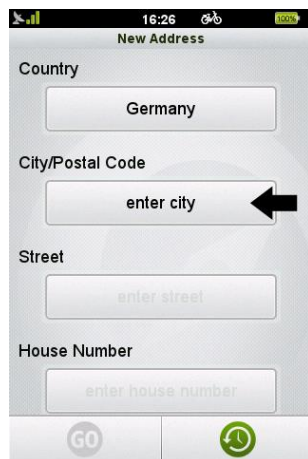 16:26
100%
New Address
Country
Germany
City/Postal Code
enter city
Street
enter street
House Number
enter house number
GO